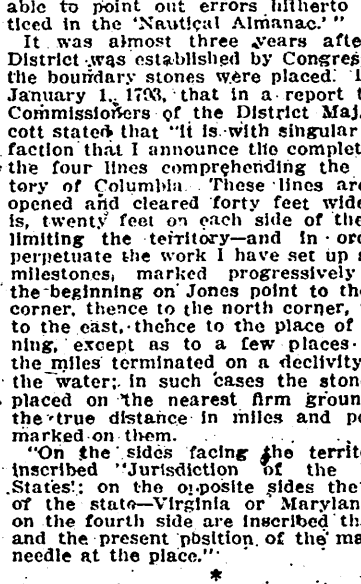 able to point out errors hitherto
ticed in the 'Nautical Almanac.' "
It was almost three years afte
District was established by Congres
the boundary stones were placed.
January 1, 1793, that in a report t
Commissioners of the District Maj.
cott stated that "it is with singular
faction that I announce the complet
the four lines comprehending the
tory of Columbia. These lines are
opened and cleared forty feet wide
is, twenty feet on each side of the
limiting the territory—and in orc
perpetuate the work I have set up s
milestones, marked progressively
the beginning on Jones point to th
corner, thence to the north corner,
to the east, thence to the place of
ning, except as to a few places
the miles terminated on a declivity
the water; in such cases the ston
placed on the nearest firm groun
the true distance in miles and po
marked on them.
"On the sides facing the territ
inscribed "Jurisdiction of the
States'; on the opposite sides the
of the state—Virginia or Marylan
on the fourth side are inscribed th
and the present position of the ma
needle at the place."
*